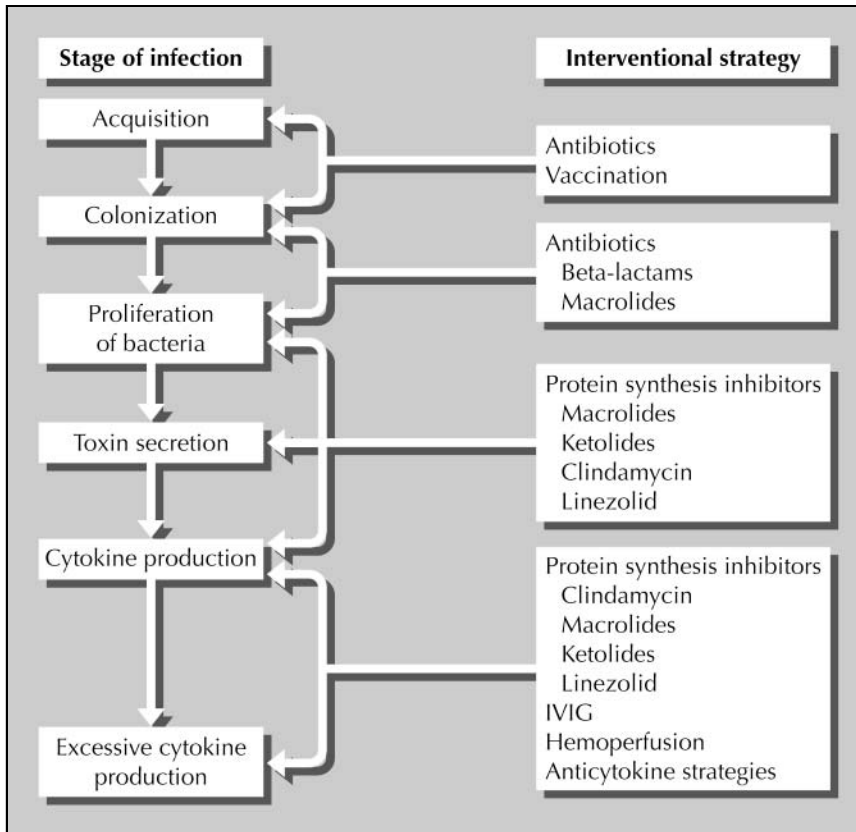 Stage of infection
Acquisition
Colonization
Proliferation
of bacteria
Toxin secretion
Cytokine production
Excessive cytokine
production
Interventional strategy
Antibiotics
Vaccination
Antibiotics
Beta-lactams
Macrolides
Protein synthesis inhibitors
Macrolides
Ketolides
Clindamycin
Linezolid
Protein synthesis inhibitors
Clindamycin
Macrolides
Ketolides
Linezolid
IVIG
Hemoperfusion
Anticytokine strategies